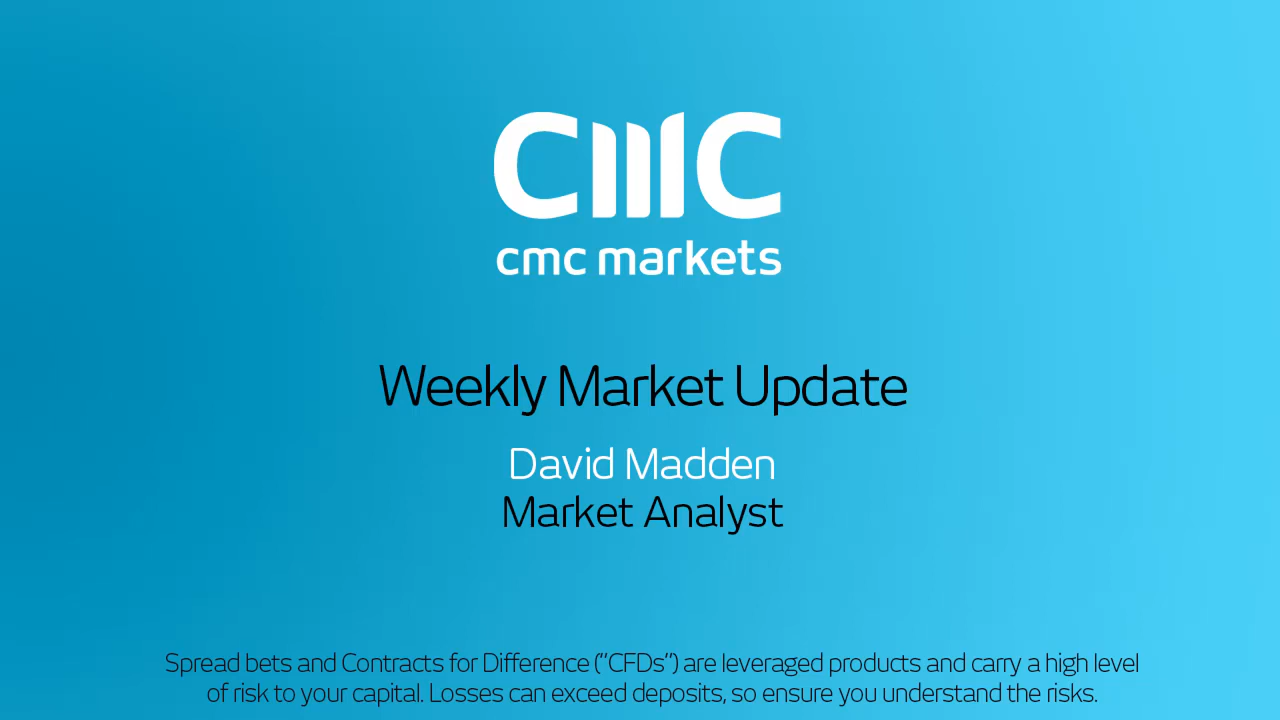 CMC
cmc markets
Weekly Market Update
David Madden
Market Analyst
Spread bets and Contracts for Difference (“CFDs”) are leveraged products and carry a high level
of risk to your capital. Losses can exceed deposits, so ensure you understand the risks.